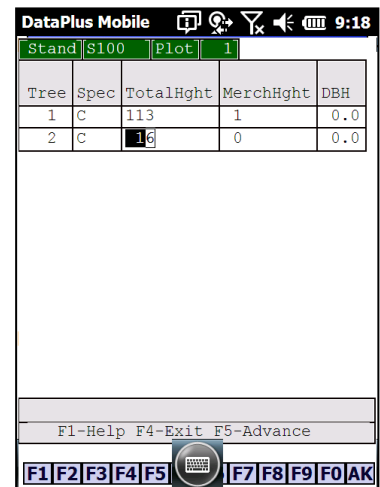 DataPlus Mobile 9:18
Stand S100 Plot 1
Tree Spec TotalHght MerchHght DBH
1 C 113 1 0.0
2 C 16 0 0.0
F1-Help F4-Exit F5-Advance
F1 F2 F3 F4 F5 F7 F8 F9 F0 AK